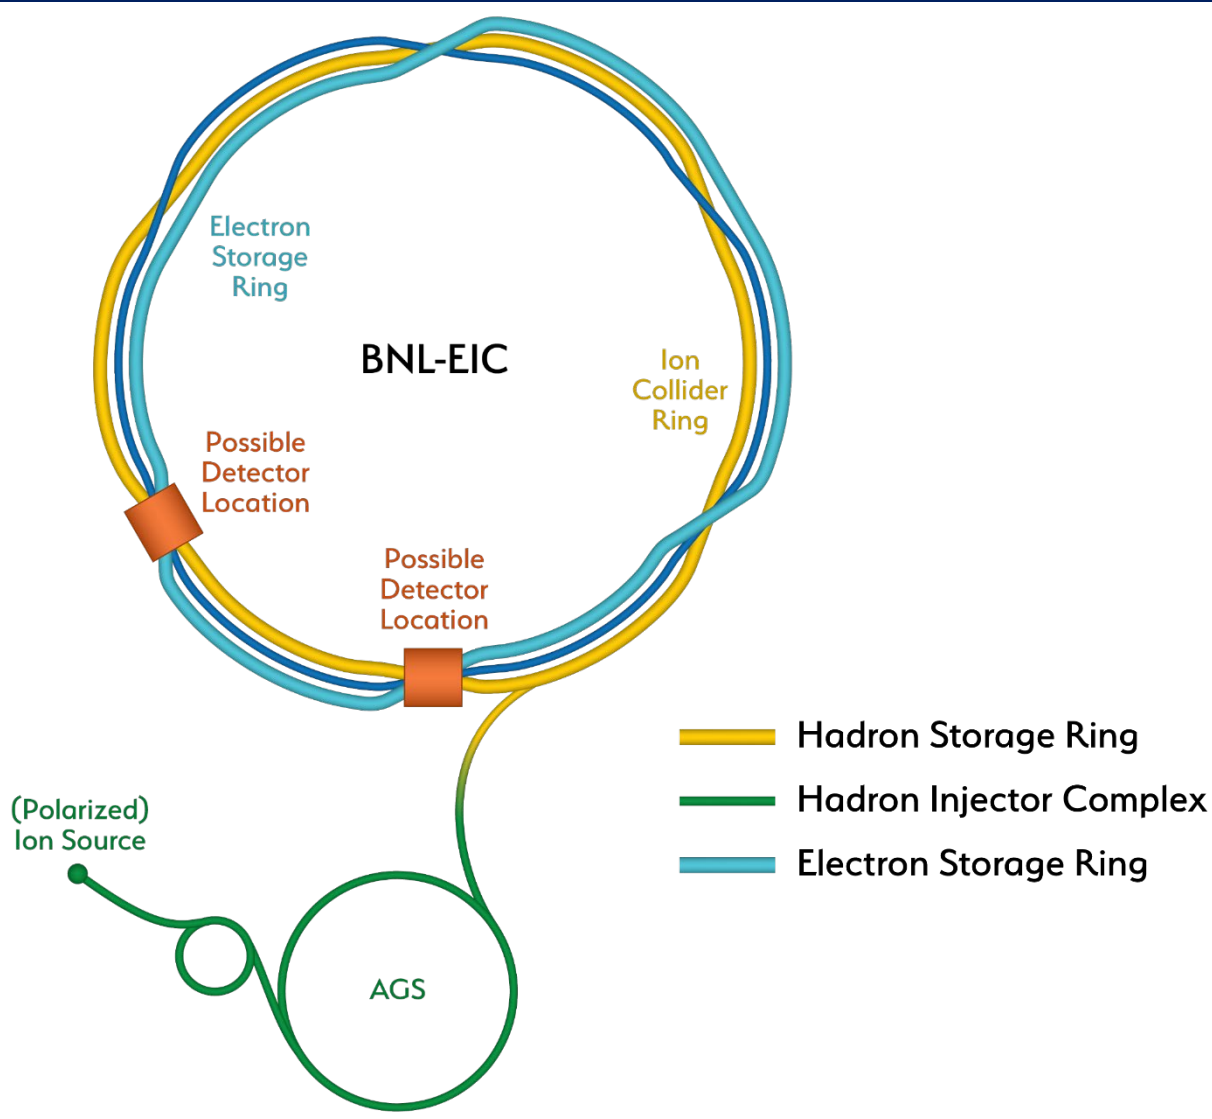 Electron
Storage
Ring
BNL-EIC
Ion
Collider
Ring
Possible
Detector
Location
Possible
Detector
Location
Hadron Storage Ring
Hadron Injector Complex
Electron Storage Ring
(Polarized)
Ion Source
AGS